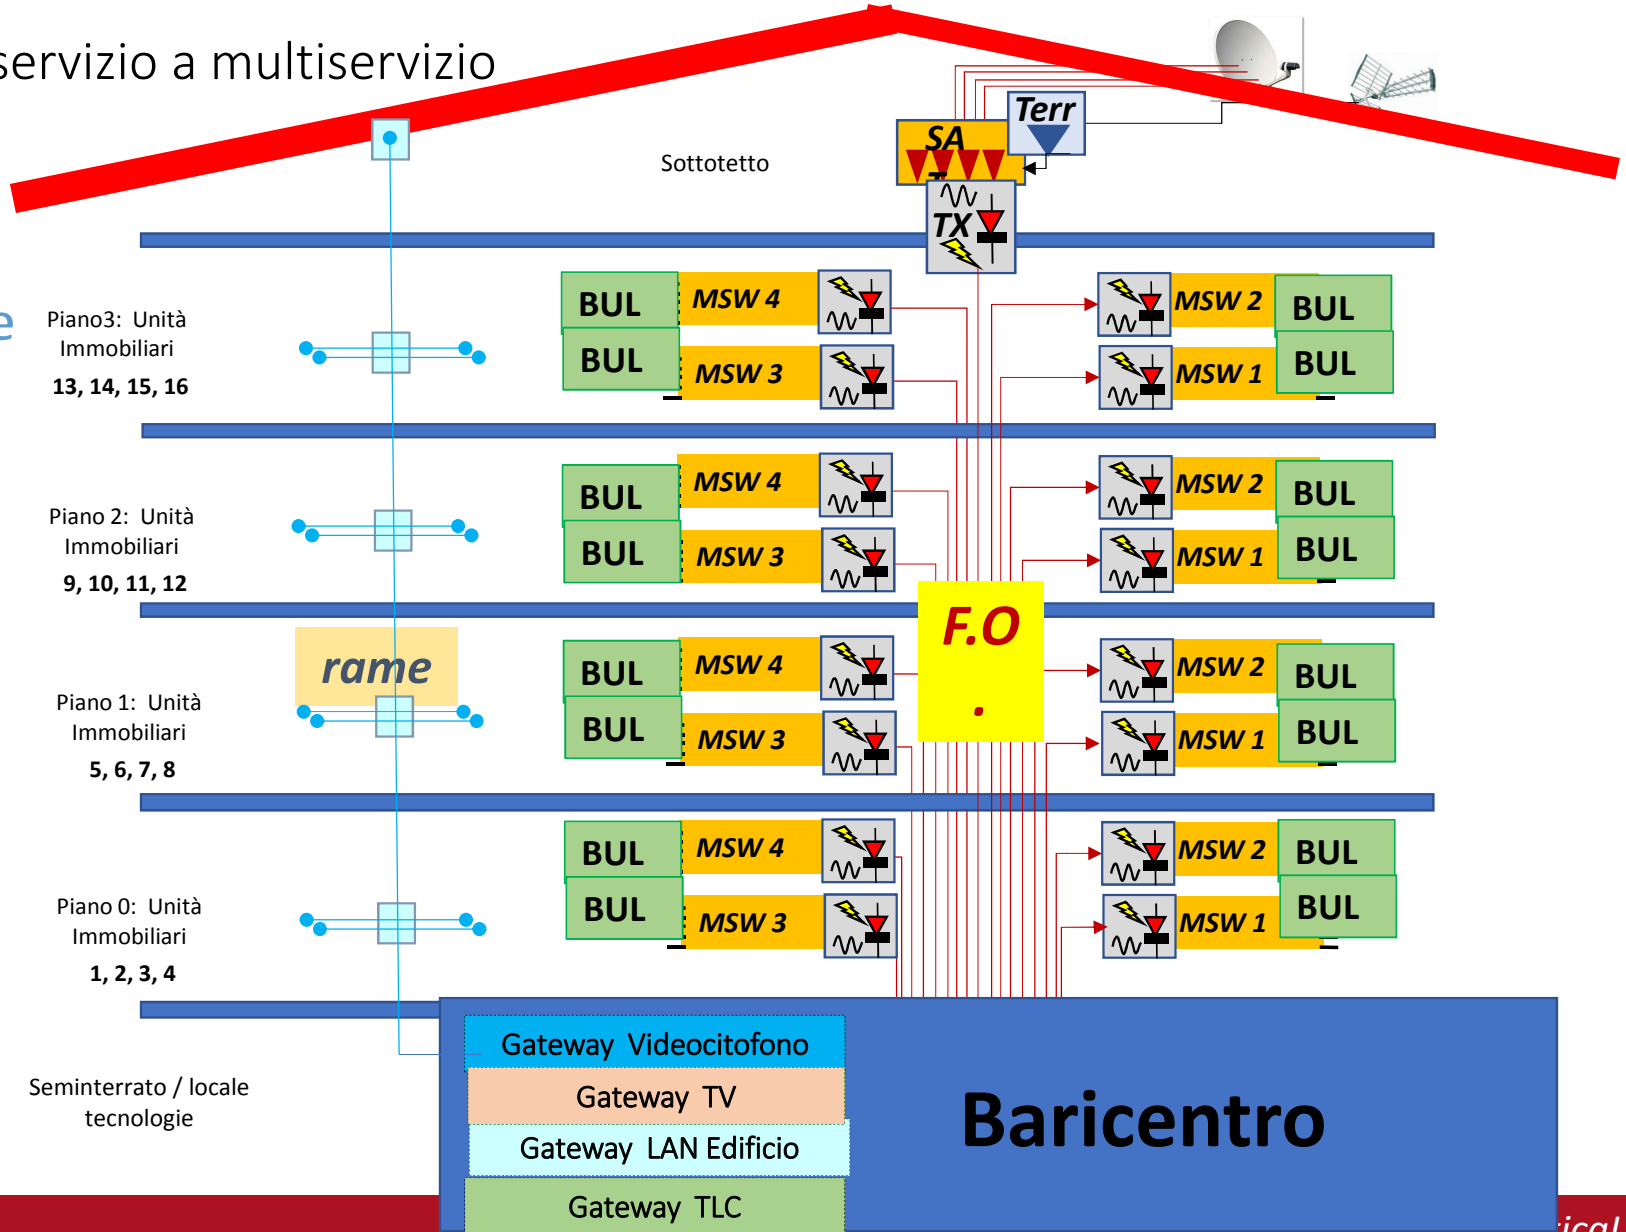 servizio a multiservizio
Terr
SA
T
TX
Sottotetto
e
Piano3: Unità
Immobiliari
13, 14, 15, 16
BUL
MSW 4
BUL
MSW 3
MSW 2
BUL
MSW 1
BUL
Piano 2: Unità
Immobiliari
9, 10, 11, 12
BUL
MSW 4
BUL
MSW 3
MSW 2
BUL
MSW 1
BUL
F.O
.
rame
Piano 1: Unità
Immobiliari
5, 6, 7, 8
BUL
MSW 4
BUL
MSW 3
MSW 2
BUL
MSW 1
BUL
Piano 0: Unità
Immobiliari
1, 2, 3, 4
BUL
MSW 4
BUL
MSW 3
MSW 2
BUL
MSW 1
BUL
Seminterrato / locale
tecnologie
Gateway Videocitofono
Gateway TV
Gateway LAN Edificio
Gateway TLC
Baricentro
ical